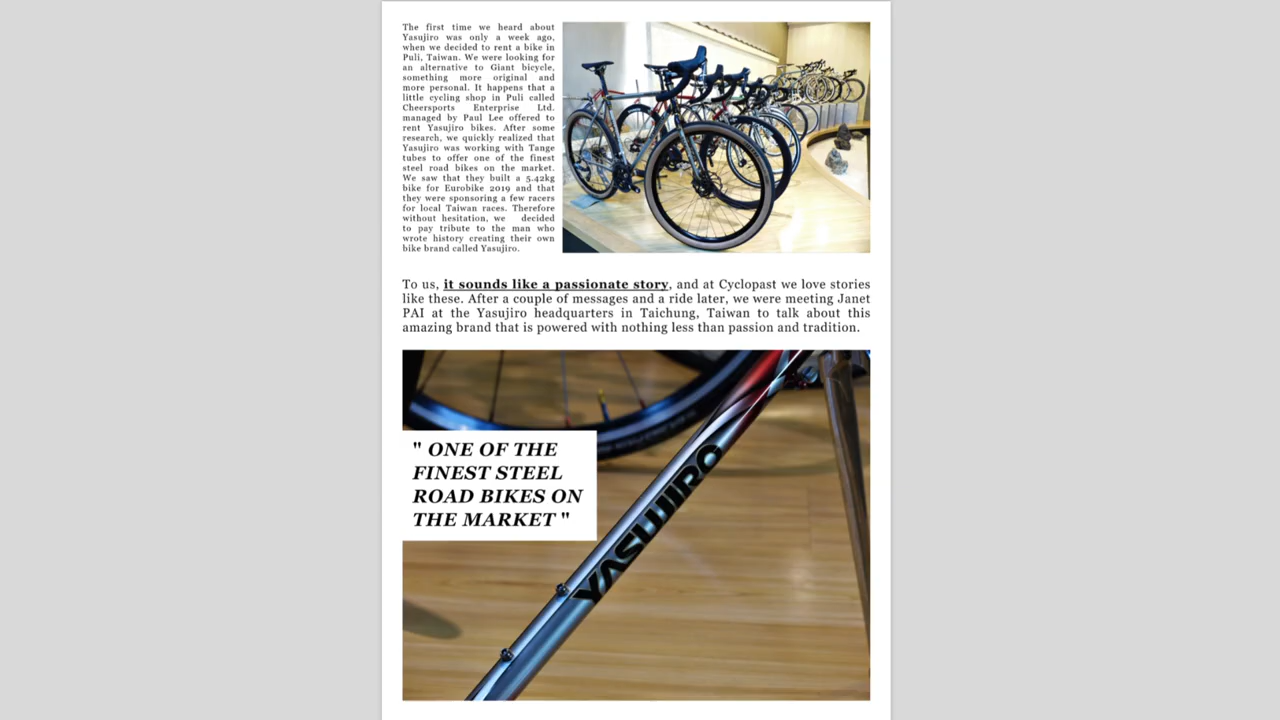 The first time we heard about
Yasujiro was only a week ago,
when we decided to rent a bike in
Puli, Taiwan. We were looking for
an alternative to Giant bicycle,
something more original and
more personal. It happens that a
little cycling shop in Puli called
Cheersports Enterprise Ltd.
managed by Paul Lee offered to
rent Yasujiro bikes. After some
research, we quickly realized that
Yasujiro was working with Tange
tubes to offer one of the finest
steel road bikes on the market.
We saw that they built a 5.42kg
bike for Eurobike 2019 and that
they were sponsoring a few racers
for local Taiwan races. Therefore
without hesitation, we decided
to pay tribute to the man who
wrote history creating their own
bike brand called Yasujiro.
To us, it sounds like a passionate story, and at Cyclopast we love stories
like these. After a couple of messages and a ride later, we were meeting Janet
PAI at the Yasujiro headquarters in Taichung, Taiwan to talk about this
amazing brand that is powered with nothing less than passion and tradition.
" ONE OF THE
FINEST STEEL
ROAD BIKES ON
THE MARKET "
YASUJIRO